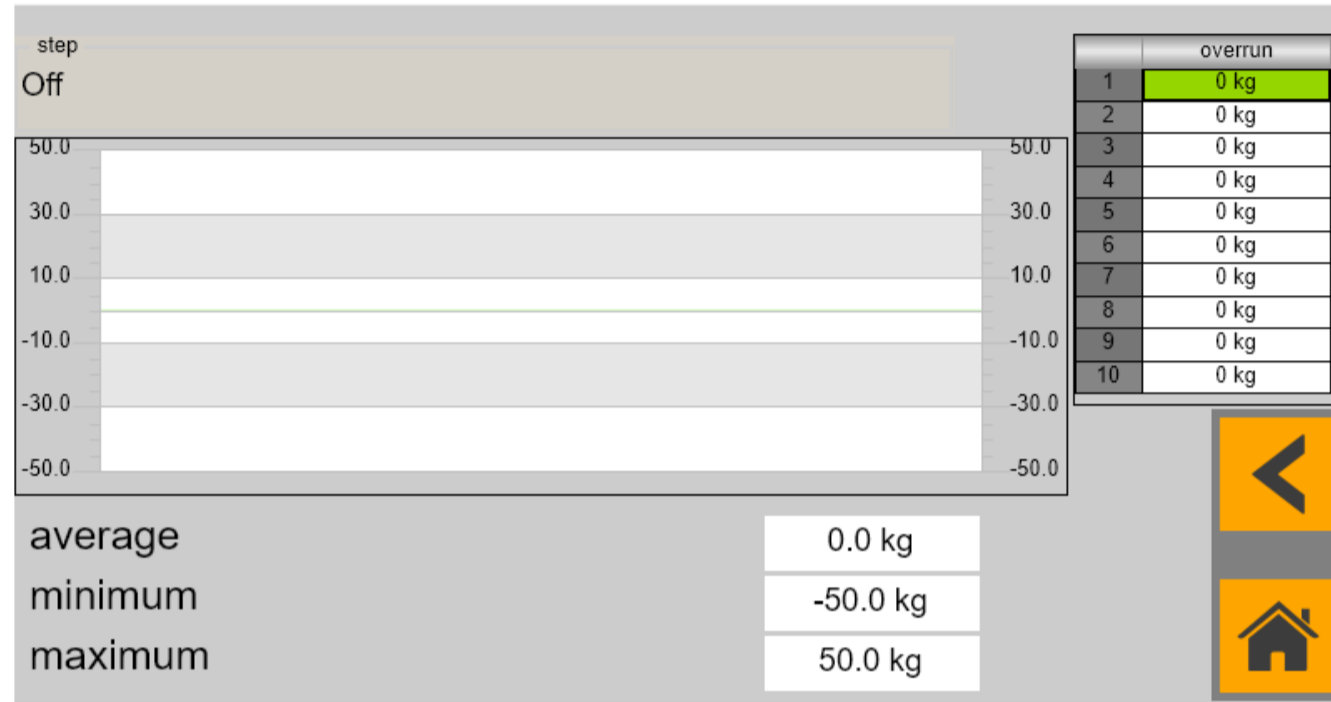 step
Off
overrun
1 0 kg
2 0 kg
3 0 kg
4 0 kg
5 0 kg
6 0 kg
7 0 kg
8 0 kg
9 0 kg
10 0 kg
50.0 50.0
30.0 30.0
10.0 10.0
-10.0 -10.0
-30.0 -30.0
-50.0 -50.0
average 0.0 kg
minimum -50.0 kg
maximum 50.0 kg